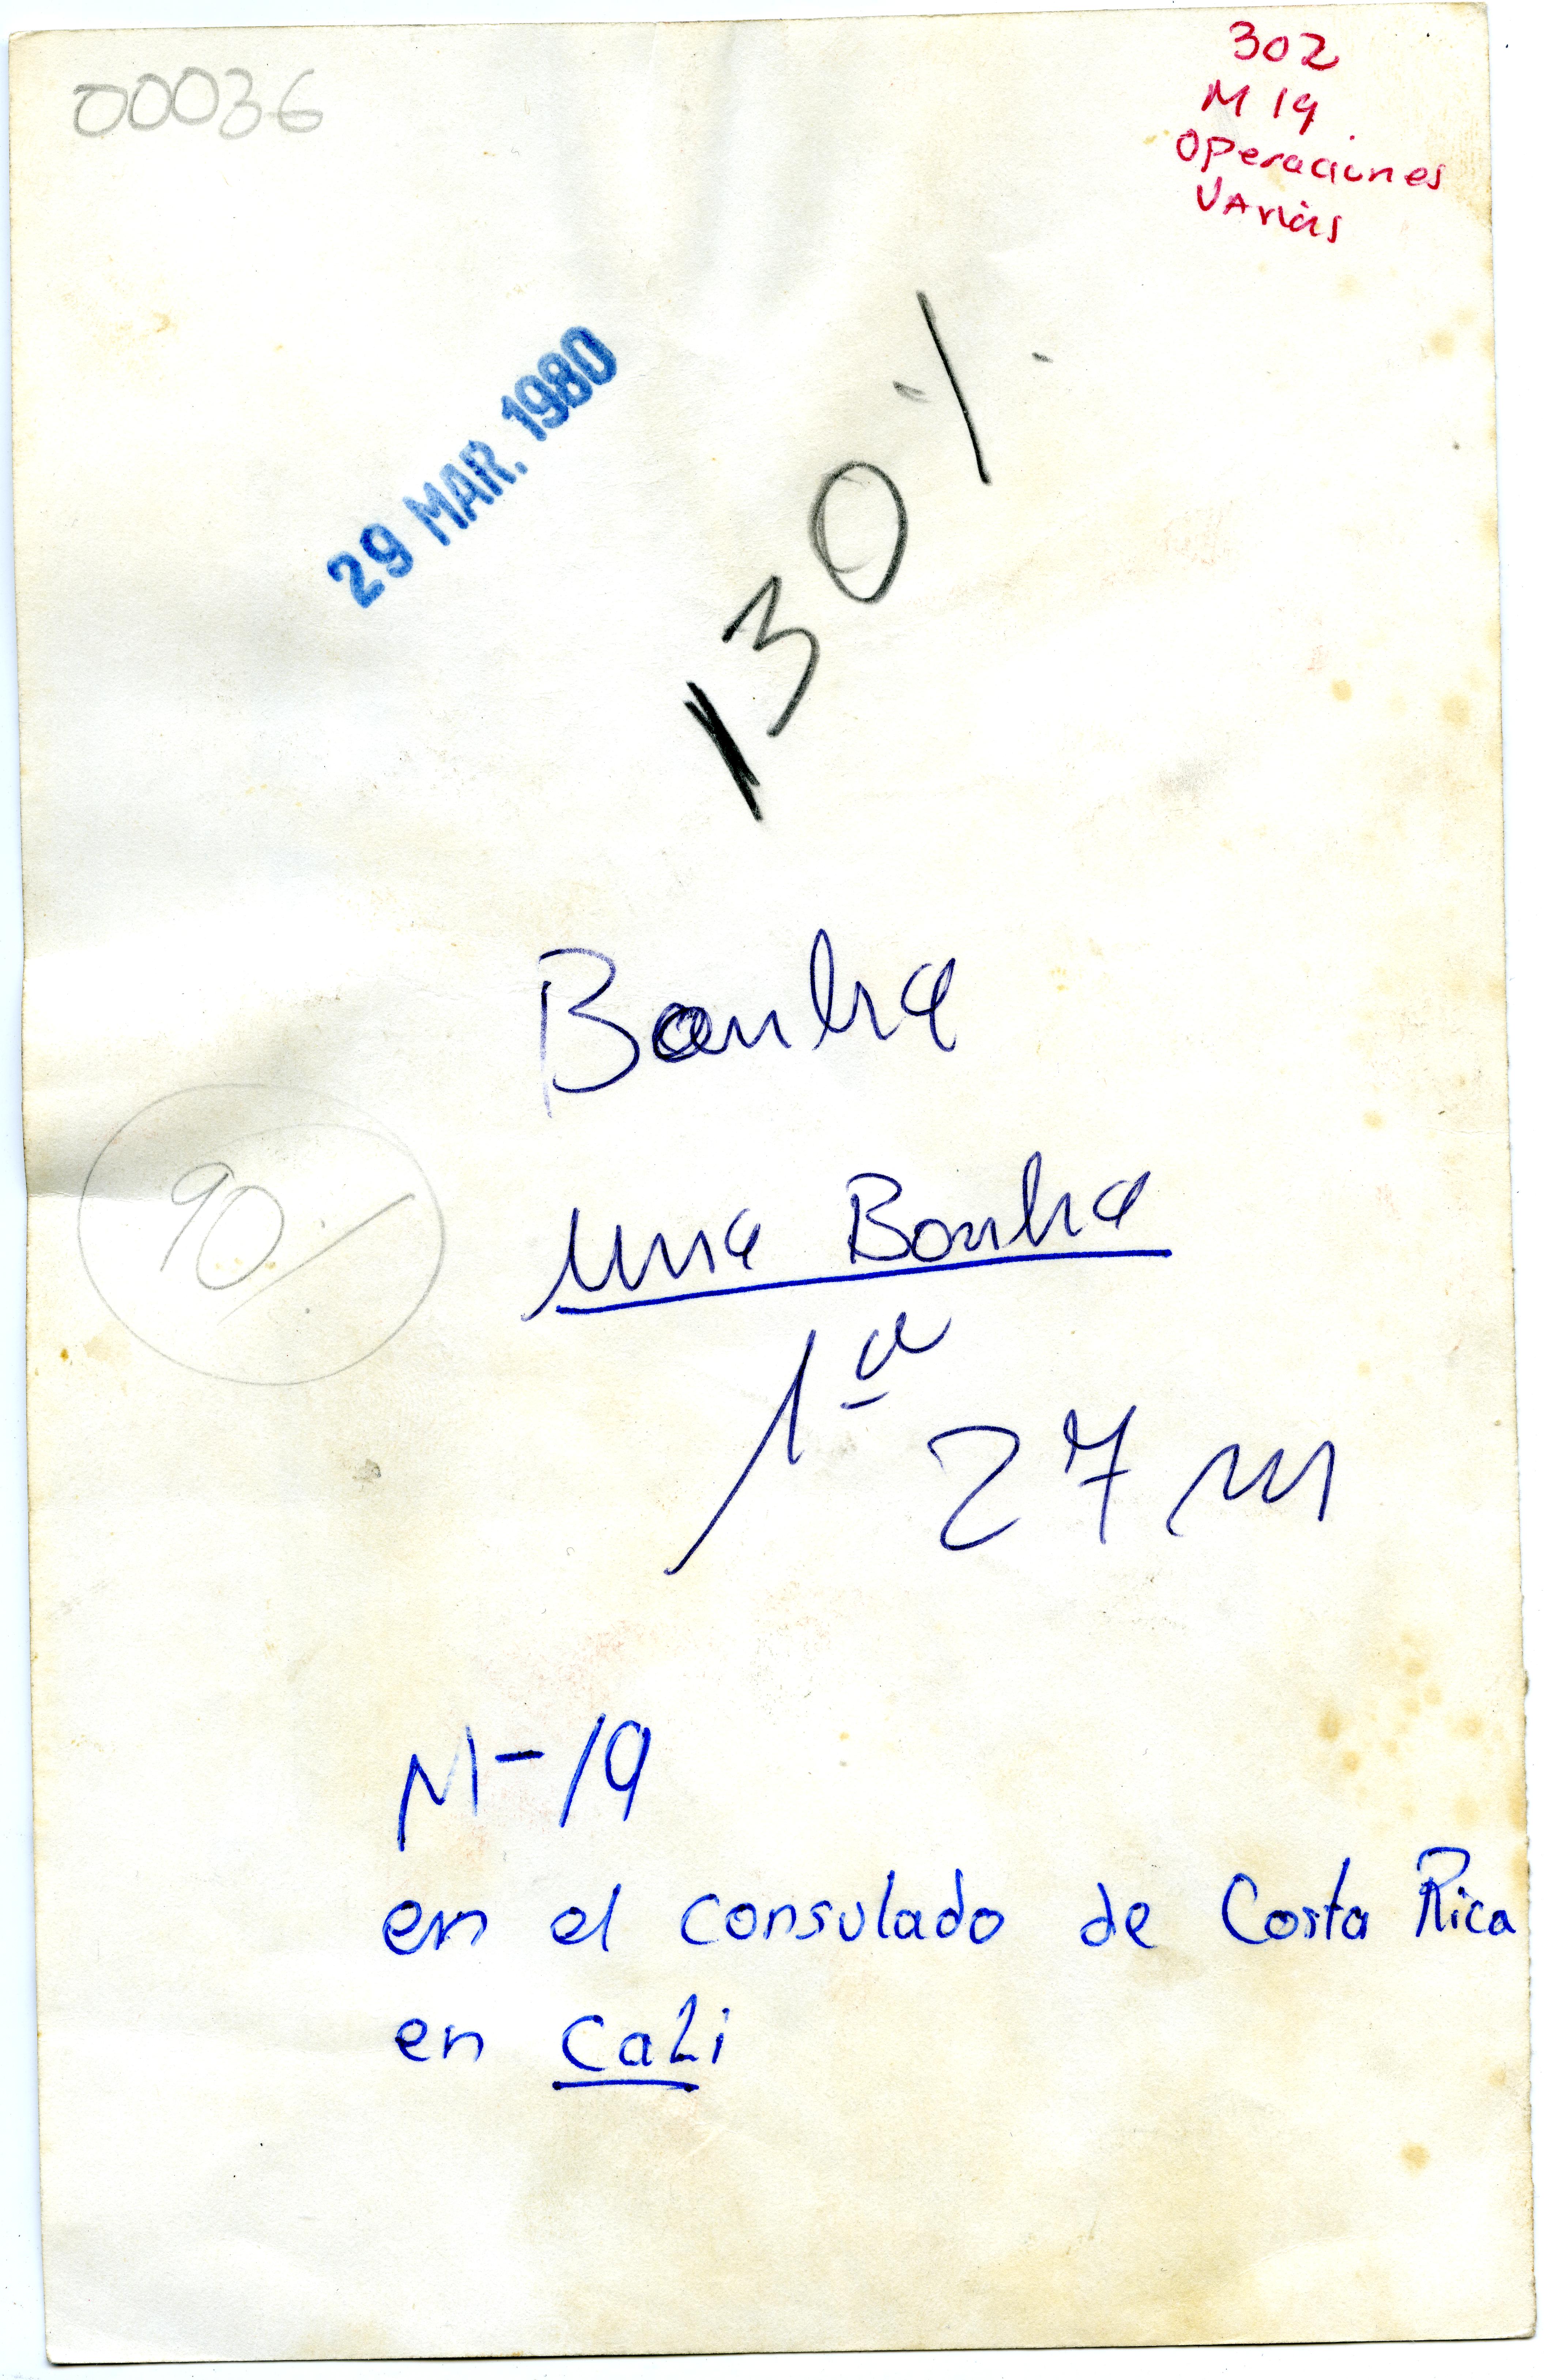 00036
302
M 19
Operaciones
Varias
29 MAR. 1980
130%
Bomba
una Bomba
90%
1ª
27 m
M-19
en el consulado de Costa Rica
en Cali